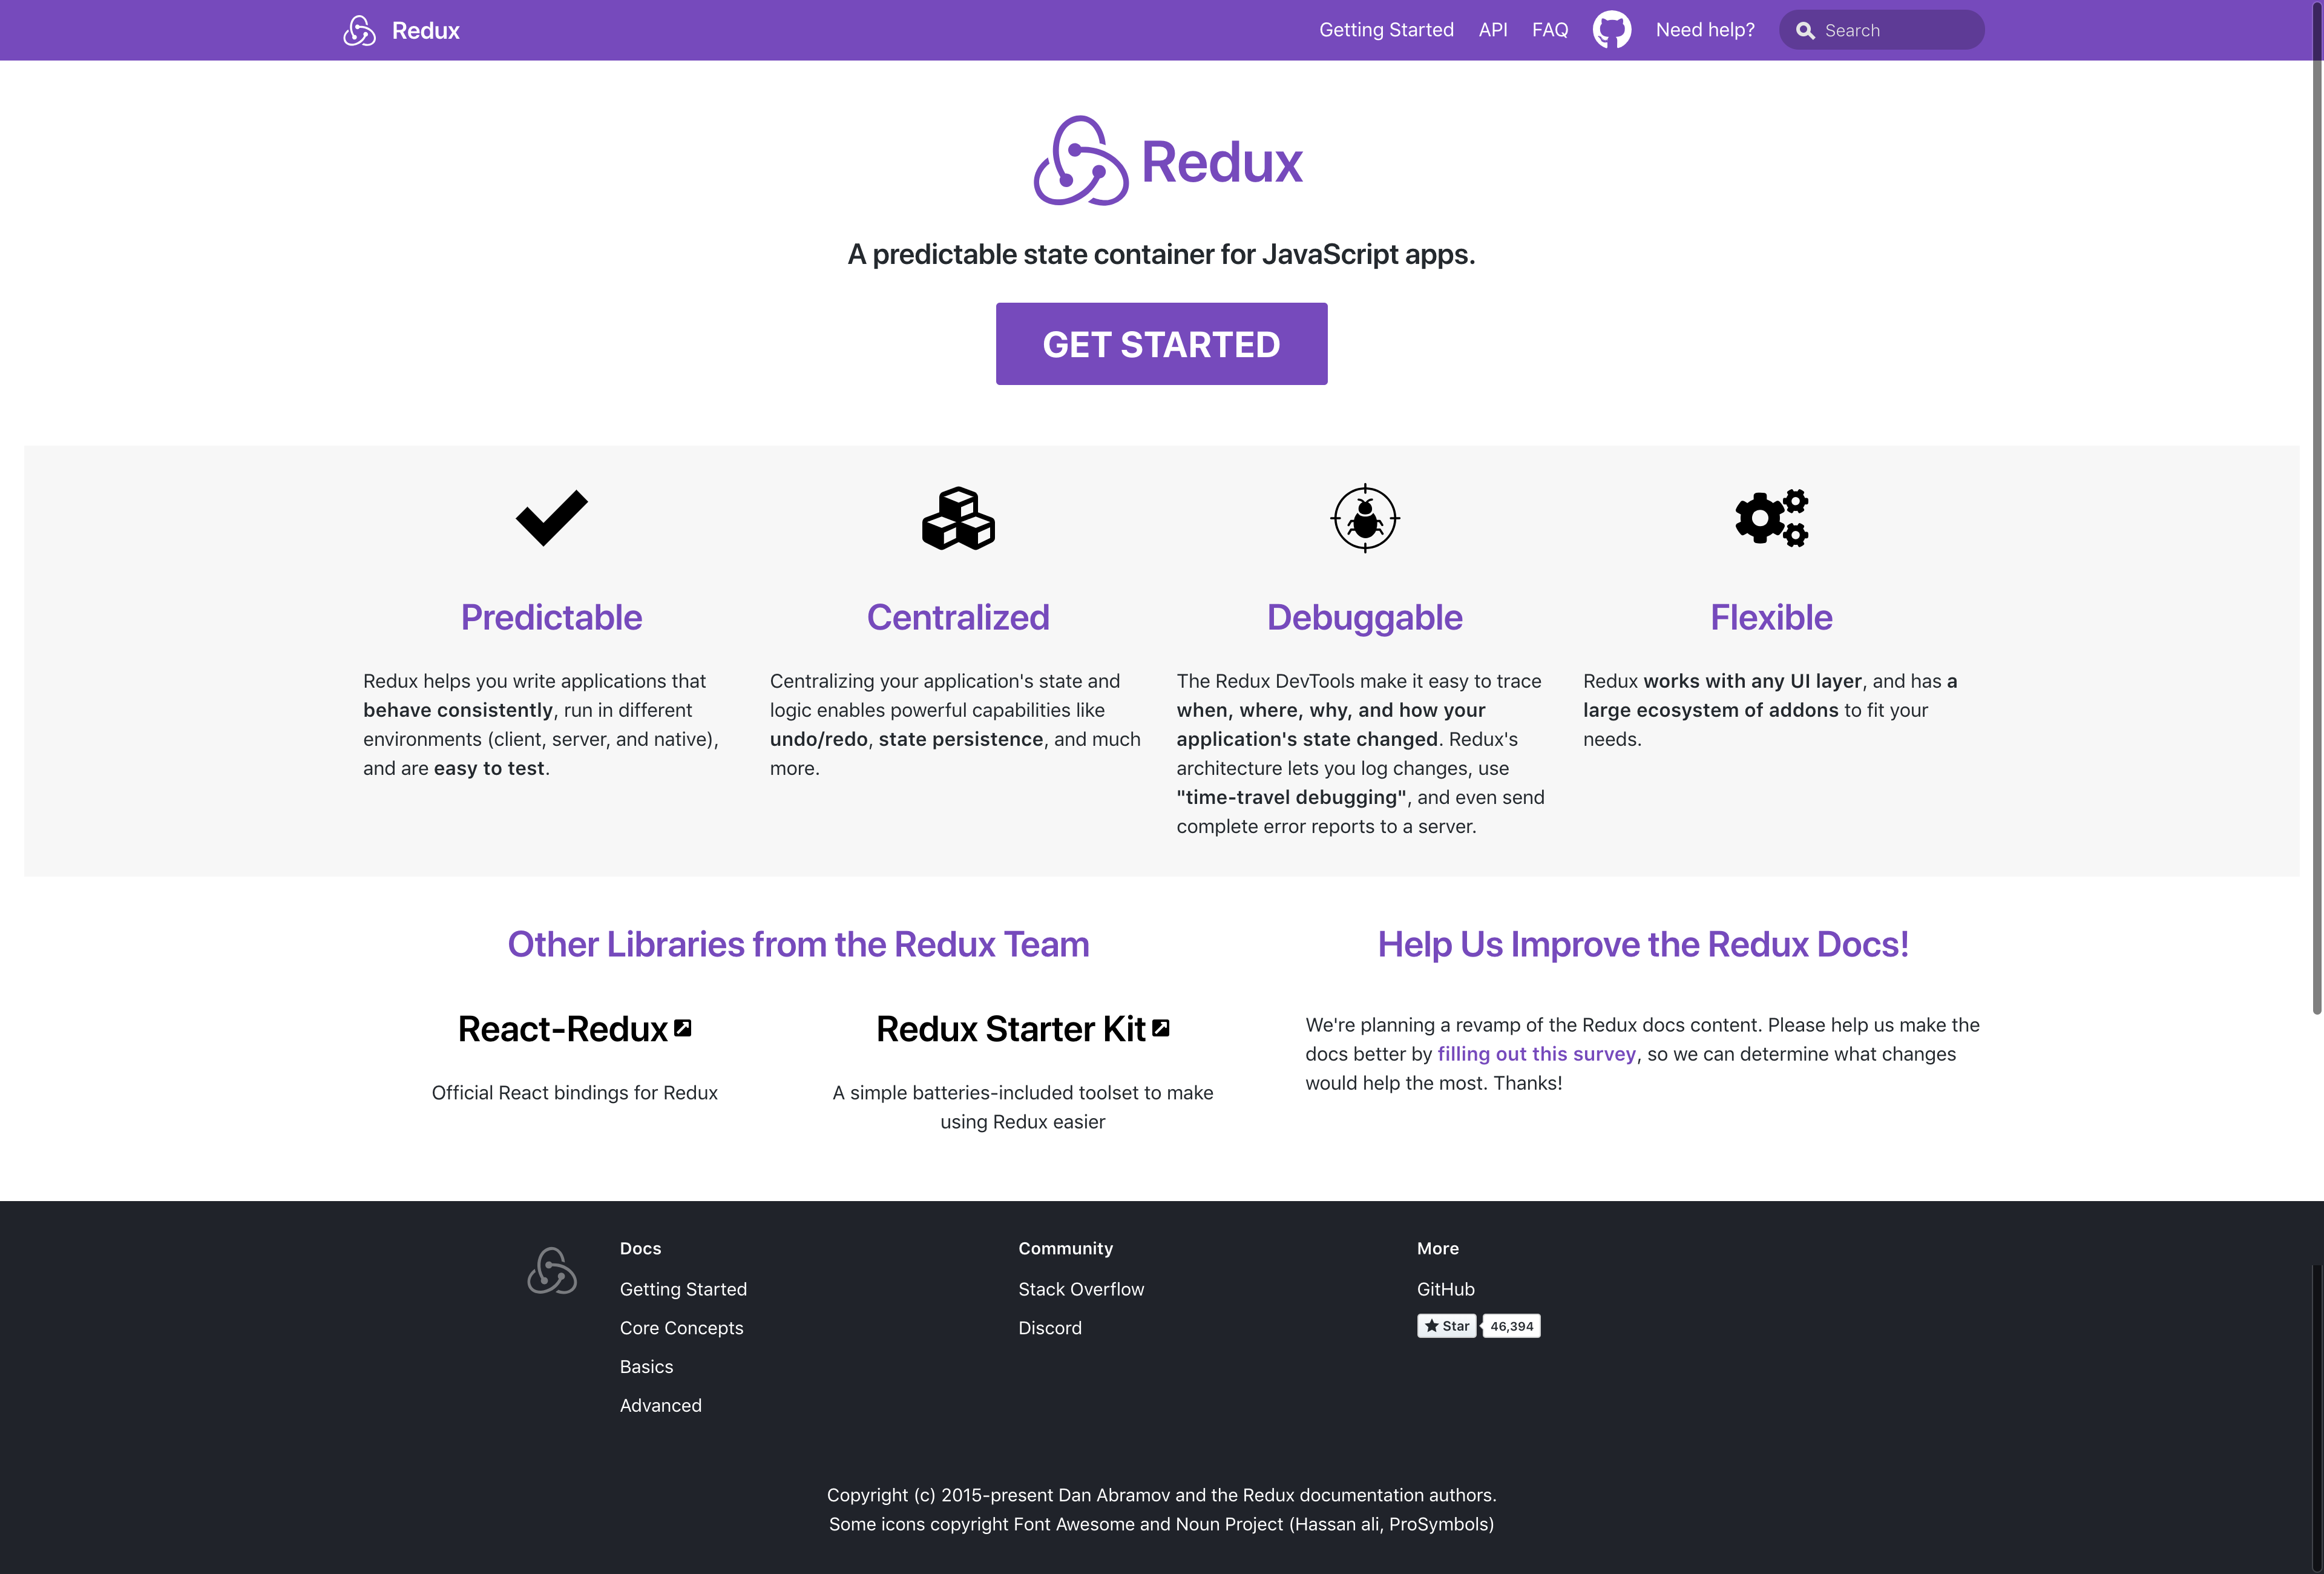 Redux
Getting Started
API
FAQ
Need help?
Search
Redux
A predictable state container for JavaScript apps.
GET STARTED
Predictable
Redux helps you write applications that
behave consistently, run in different
environments (client, server, and native),
and are easy to test.
Centralized
Centralizing your application's state and
logic enables powerful capabilities like
undo/redo, state persistence, and much
more.
Debuggable
The Redux DevTools make it easy to trace
when, where, why, and how your
application's state changed. Redux's
architecture lets you log changes, use
"time-travel debugging", and even send
complete error reports to a server.
Flexible
Redux works with any UI layer, and has a
large ecosystem of addons to fit your
needs.
Other Libraries from the Redux Team
React-Redux
Official React bindings for Redux
Redux Starter Kit
A simple batteries-included toolset to make
using Redux easier
Help Us Improve the Redux Docs!
We're planning a revamp of the Redux docs content. Please help us make the
docs better by filling out this survey, so we can determine what changes
would help the most. Thanks!
Docs
Getting Started
Core Concepts
Basics
Advanced
Community
Stack Overflow
Discord
More
GitHub
Star 46,394
Copyright (c) 2015-present Dan Abramov and the Redux documentation authors.
Some icons copyright Font Awesome and Noun Project (Hassan ali, ProSymbols)